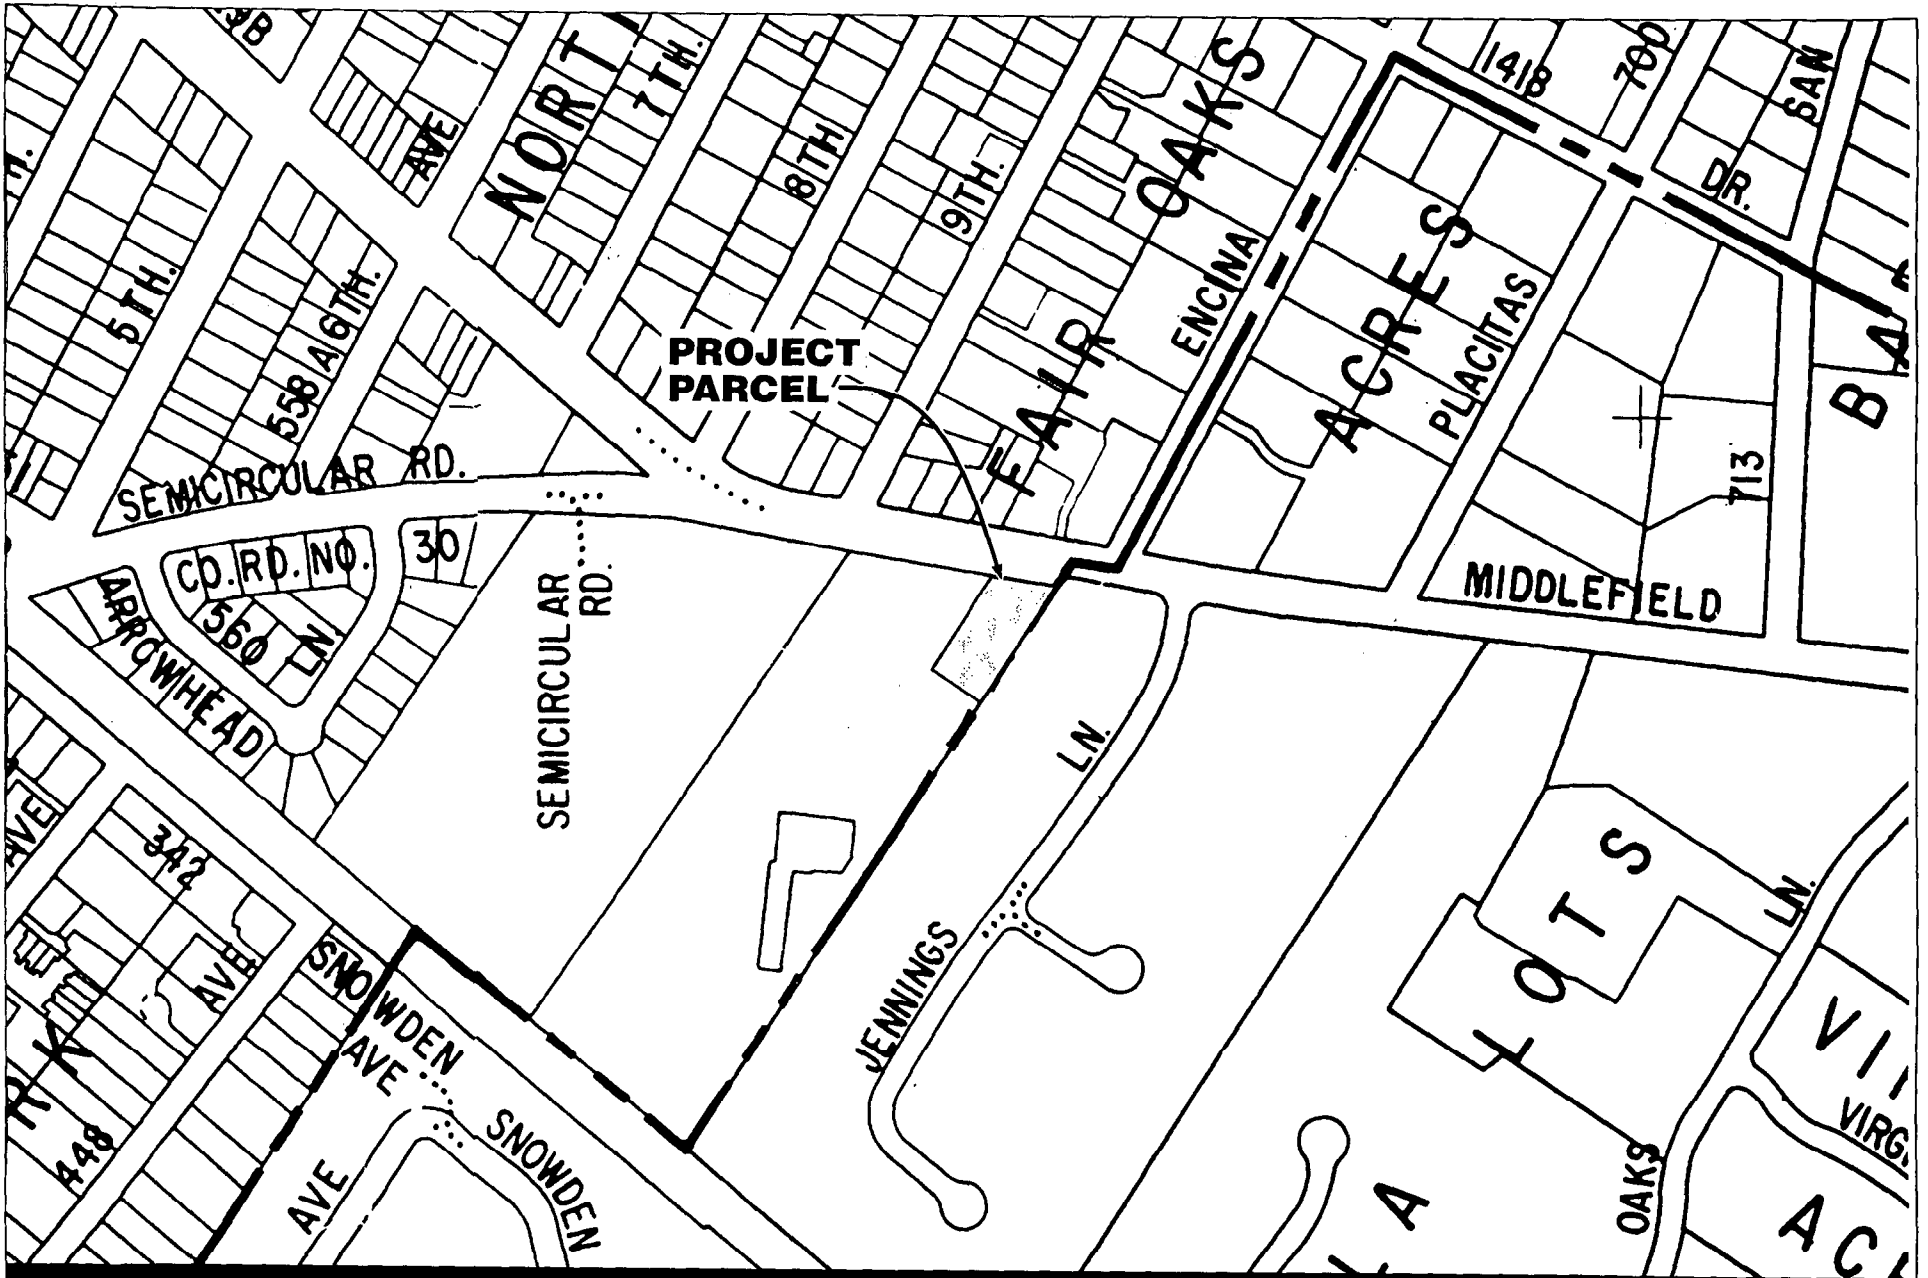 NORT
7TH.
8TH.
9TH.
AVE
5TH.
558 A 6TH.
OAKS
FAIR
ENCINA
ACRES
PLACITAS
1418
700
SAN
DR.
713
BA
PROJECT
PARCEL
SEMICIRCULAR RD.
CO. RD. NO. 30
560
LN.
ARROWHEAD
SEMICIRCULAR
RD.
MIDDLEFIELD
LN.
JENNINGS
LOTS
LN.
OAKS
VIRG
AVE
342
AVE
SNOWDEN
AVE
SNOWDEN
AVE
448
RK